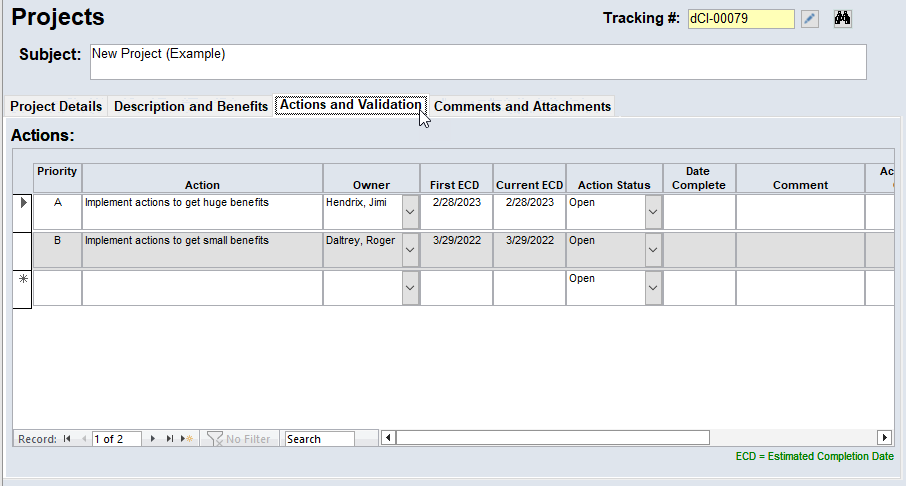 Projects
Tracking #: dCI-00079
Subject: New Project (Example)
Project Details Description and Benefits Actions and Validation Comments and Attachments
Actions:
Priority Action Owner First ECD Current ECD Action Status Date Complete Comment Ac
A Implement actions to get huge benefits Hendrix, Jimi 2/28/2023 2/28/2023 Open
B Implement actions to get small benefits Daltrey, Roger 3/29/2022 3/29/2022 Open
Open
Record: 1 of 2 No Filter Search
ECD = Estimated Completion Date